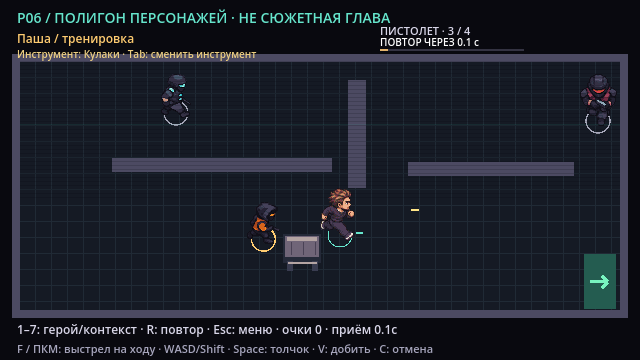 P06 / ПОЛИГОН ПЕРСОНАЖЕЙ · НЕ СЮЖЕТНАЯ ГЛАВА
Паша / тренировка
ПИСТОЛЕТ · 3 / 4
ПОВТОР ЧЕРЕЗ 0.1 с
Инструмент: Кулаки · Tab: сменить инструмент
1–7: герой/контекст · R: повтор · Esc: меню · очки 0 · приём 0.1с
F / ПКМ: выстрел на ходу · WASD/Shift · Space: толчок · V: добить · C: отмена